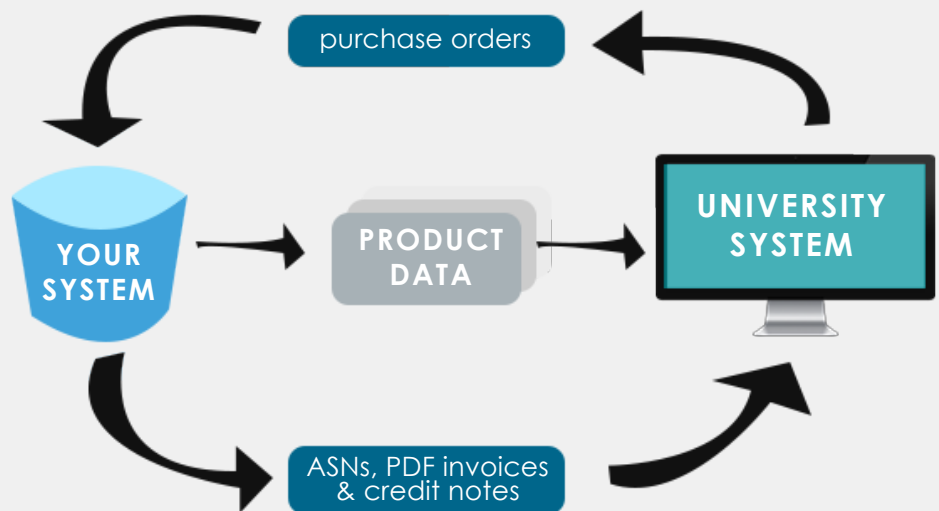 purchase orders
YOUR
SYSTEM
PRODUCT
DATA
UNIVERSITY
SYSTEM
ASNs, PDF invoices
& credit notes